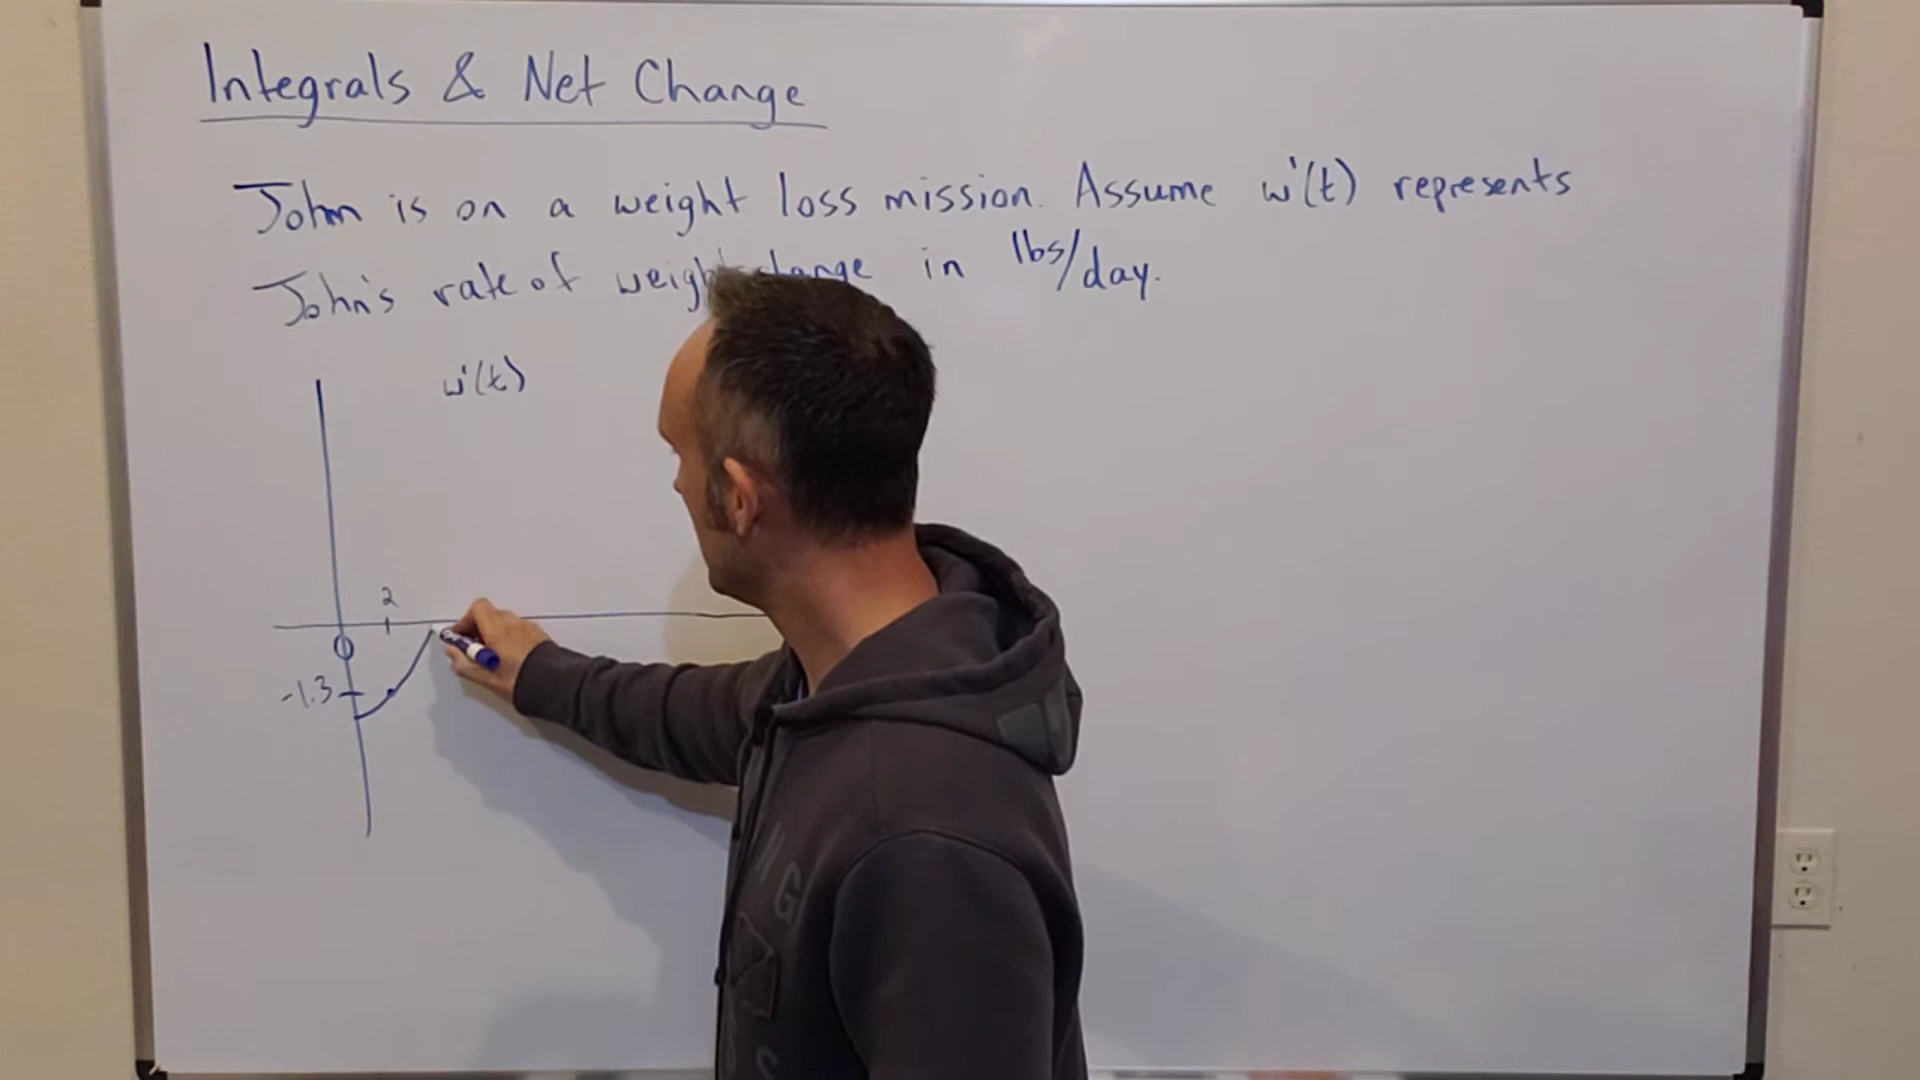 Integrals & Net Change
John is on a weight loss mission. Assume w'(t) represents
John's rate of weight change in lbs/day.
w'(t)
2
0
-1.3